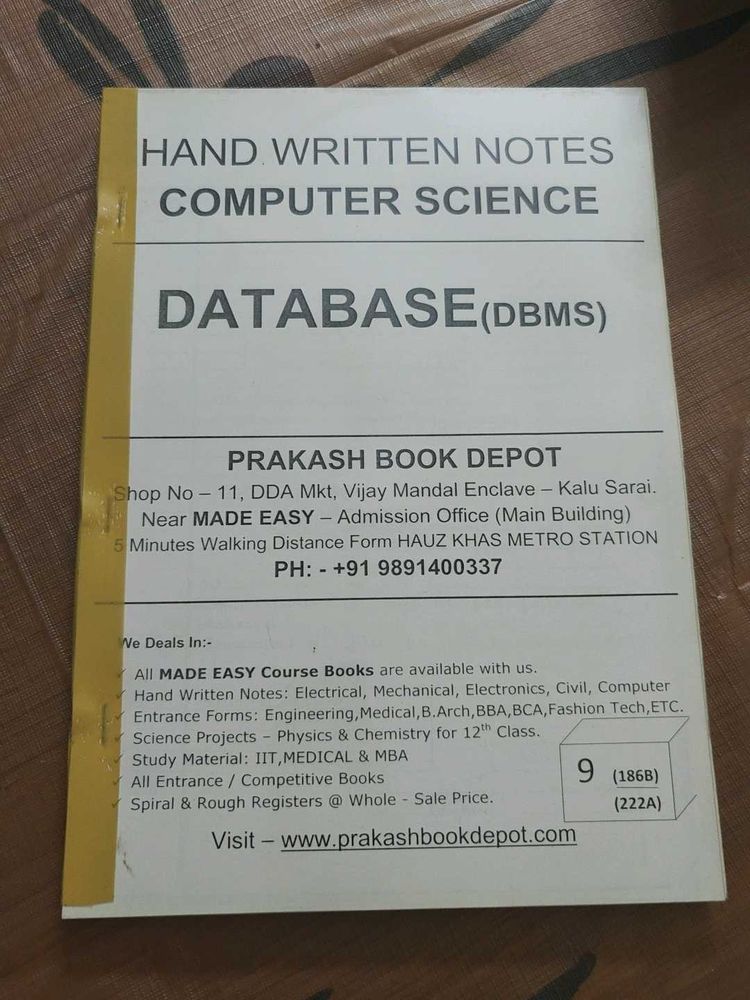 HAND WRITTEN NOTES
COMPUTER SCIENCE
DATABASE(DBMS)
PRAKASH BOOK DEPOT
Shop No – 11, DDA Mkt, Vijay Mandal Enclave – Kalu Sarai.
Near MADE EASY – Admission Office (Main Building)
5 Minutes Walking Distance Form HAUZ KHAS METRO STATION
PH: - +91 9891400337
We Deals In:-
✓ All MADE EASY Course Books are available with us.
✓ Hand Written Notes: Electrical, Mechanical, Electronics, Civil, Computer
✓ Entrance Forms: Engineering,Medical,B.Arch,BBA,BCA,Fashion Tech,ETC.
✓ Science Projects – Physics & Chemistry for 12th Class.
✓ Study Material: IIT,MEDICAL & MBA
✓ All Entrance / Competitive Books
✓ Spiral & Rough Registers @ Whole - Sale Price.
9 (186B)
(222A)
Visit – www.prakashbookdepot.com